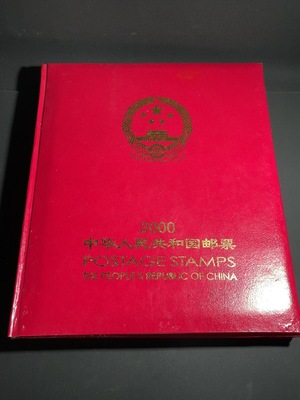 2000
中华人民共和国邮票
POSTAGE STAMPS
THE PEOPLE'S REPUBLIC OF CHINA